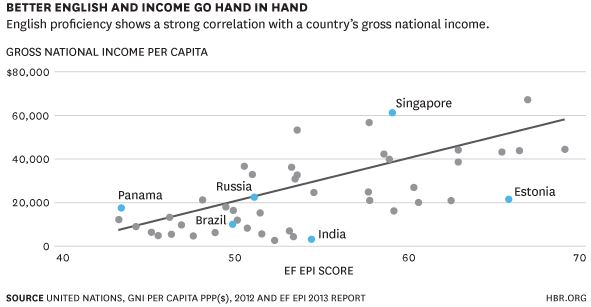 BETTER ENGLISH AND INCOME GO HAND IN HAND
English proficiency shows a strong correlation with a country's gross national income.
GROSS NATIONAL INCOME PER CAPITA
$80,000
60,000
Singapore
40,000
Russia
Panama
Estonia
20,000
Brazil
India
0
40 50 60 70
EF EPI SCORE
SOURCE UNITED NATIONS, GNI PER CAPITA PPP($), 2012 AND EF EPI 2013 REPORT HBR.ORG